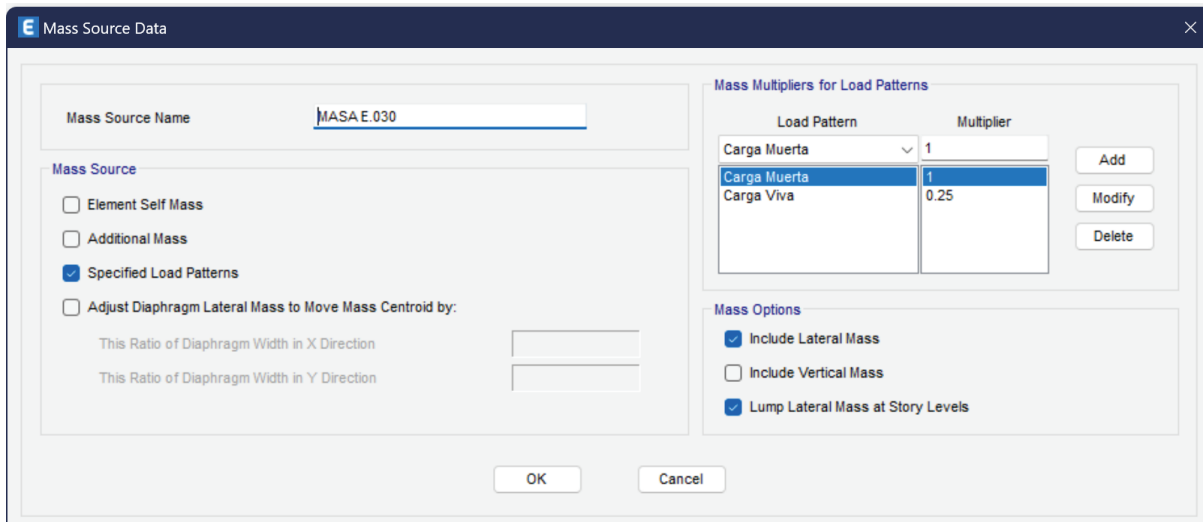 E Mass Source Data
Mass Source Name MASA E.030
Mass Source
Element Self Mass
Additional Mass
Specified Load Patterns
Adjust Diaphragm Lateral Mass to Move Mass Centroid by:
This Ratio of Diaphragm Width in X Direction
This Ratio of Diaphragm Width in Y Direction
Mass Multipliers for Load Patterns
Load Pattern Multiplier
Carga Muerta 1
Carga Muerta 1
Carga Viva 0.25
Add
Modify
Delete
Mass Options
Include Lateral Mass
Include Vertical Mass
Lump Lateral Mass at Story Levels
OK Cancel